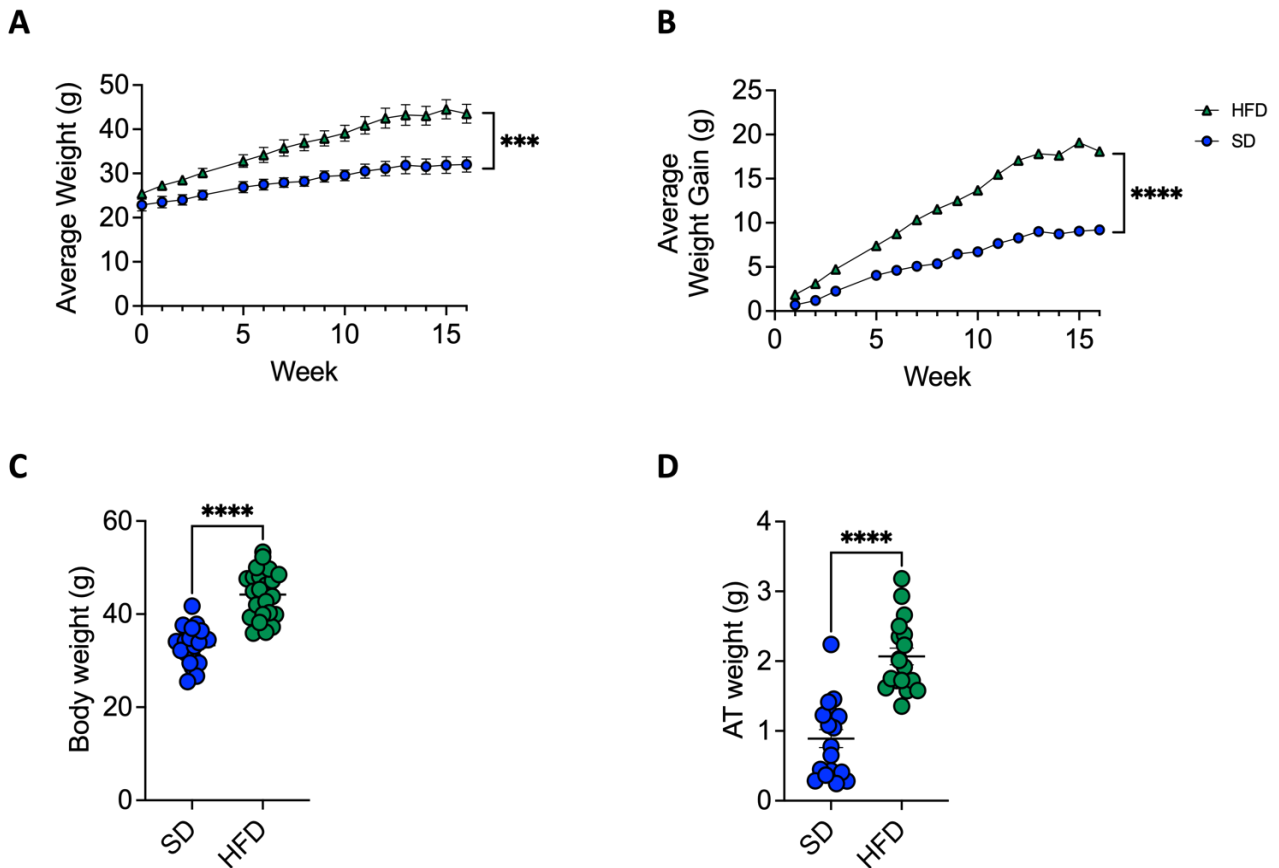 A
Average Weight (g)
50
40
30
20
10
0
0 5 10 15
Week
***
B
Average
Weight Gain (g)
25
20
15
10
5
0
0 5 10 15
Week
****
HFD
SD
C
Body weight (g)
60
40
20
0
****
SD HFD
D
AT weight (g)
4
3
2
1
0
****
SD HFD